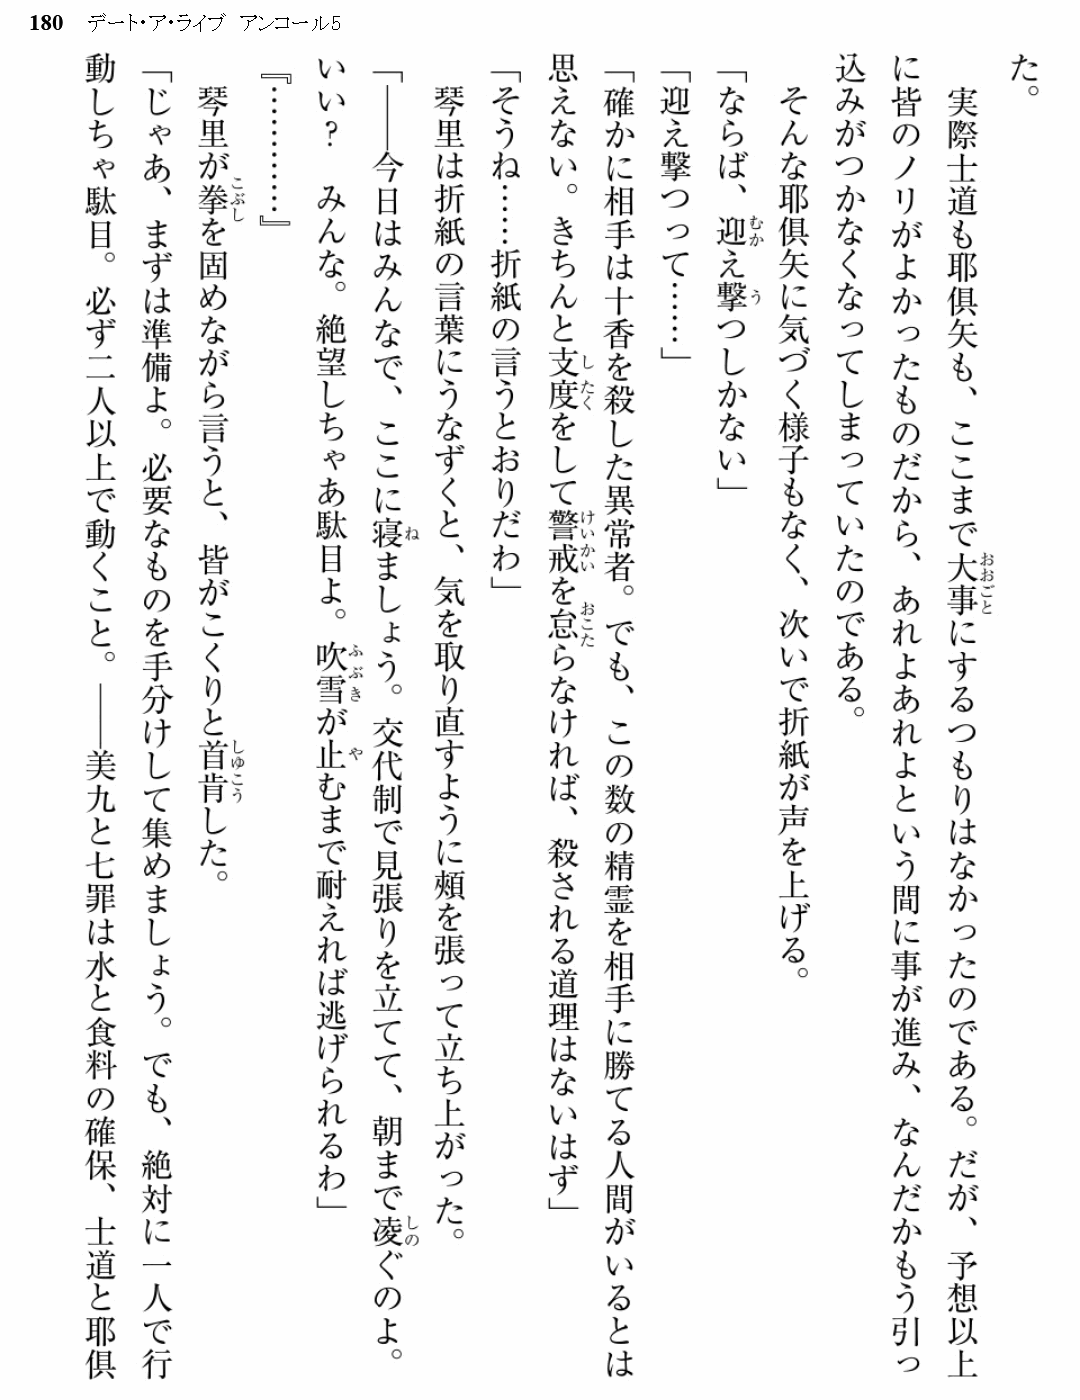 180 デート・ア・ライブ アンコール5
た。
　実際士道も耶俱矢も、ここまで大事にするつもりはなかったのである。だが、予想以上
に皆のノリがよかったものだから、あれよあれよという間に事が進み、なんだかもう引っ
込みがつかなくなってしまっていたのである。
　そんな耶俱矢に気づく様子もなく、次いで折紙が声を上げる。
「ならば、迎え撃つしかない」
「迎え撃つって……」
「確かに相手は十香を殺した異常者。でも、この数の精霊を相手に勝てる人間がいるとは
思えない。きちんと支度をして警戒を怠らなければ、殺される道理はないはず」
「そうね……折紙の言うとおりだわ」
　琴里は折紙の言葉にうなずくと、気を取り直すように頰を張って立ち上がった。
「――今日はみんなで、ここに寝ましょう。交代制で見張りを立てて、朝まで凌ぐのよ。
いい？　みんな。絶望しちゃあ駄目よ。吹雪が止むまで耐えれば逃げられるわ」
『…………』
　琴里が拳を固めながら言うと、皆がこくりと首肯した。
「じゃあ、まずは準備よ。必要なものを手分けして集めましょう。でも、絶対に一人で行
動しちゃ駄目。必ず二人以上で動くこと。――美九と七罪は水と食料の確保、士道と耶俱